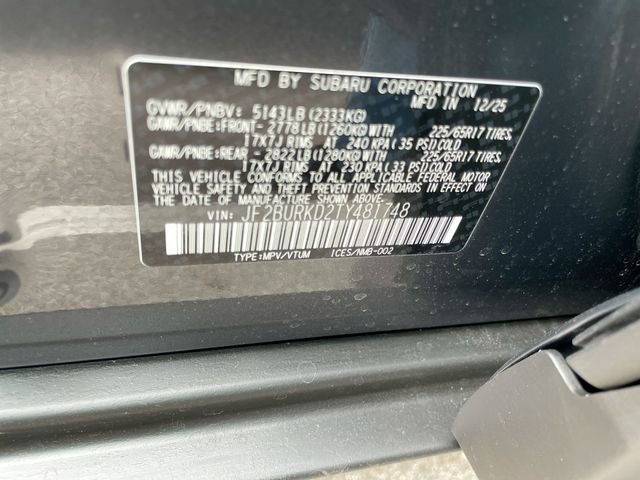 MFD BY SUBARU CORPORATION
GVWR/PNBV: 5143LB (2333KG) MFD IN 12/25
GAWR/PNBE:FRONT- 2778LB(1260KG)WITH 225/65R17 TIRES,
17X7J RIMS AT 240 KPA(35 PSI)COLD
GAWR/PNBE:REAR - 2822LB(1280KG)WITH 225/65R17 TIRES,
17X7J RIMS AT 230 KPA(33 PSI)COLD
THIS VEHICLE CONFORMS TO ALL APPLICABLE FEDERAL MOTOR
VEHICLE SAFETY AND THEFT PREVENTION STANDARDS IN EFFECT
ON THE DATE OF MANUFACTURE SHOWN ABOVE.
VIN: JF2BURKD2TY481748
TYPE:MPV/VTUM ICES/NMB-002